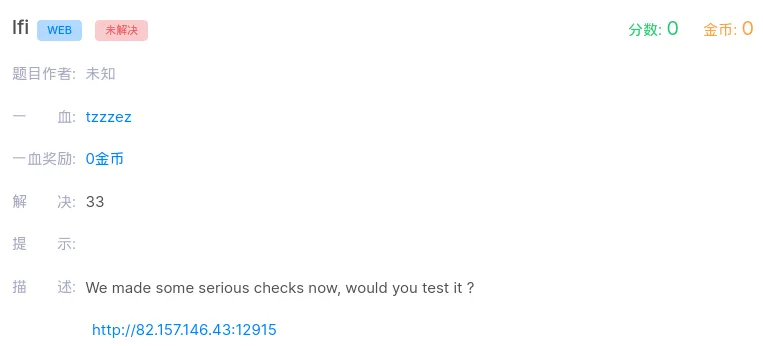 lfi WEB 未解决 分数: 0 金币: 0
题目作者: 未知
一 血: tzzzez
一血奖励: 0金币
解 决: 33
提 示:
描 述: We made some serious checks now, would you test it ?
http://82.157.146.43:12915